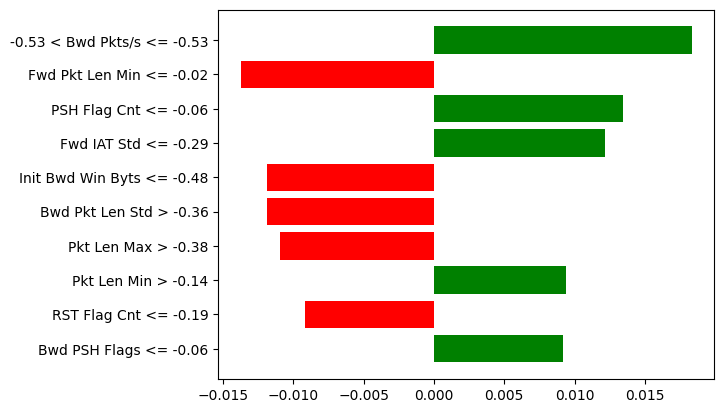 -0.53 < Bwd Pkts/s <= -0.53
Fwd Pkt Len Min <= -0.02
PSH Flag Cnt <= -0.06
Fwd IAT Std <= -0.29
Init Bwd Win Byts <= -0.48
Bwd Pkt Len Std > -0.36
Pkt Len Max > -0.38
Pkt Len Min > -0.14
RST Flag Cnt <= -0.19
Bwd PSH Flags <= -0.06
−0.015 −0.010 −0.005 0.000 0.005 0.010 0.015